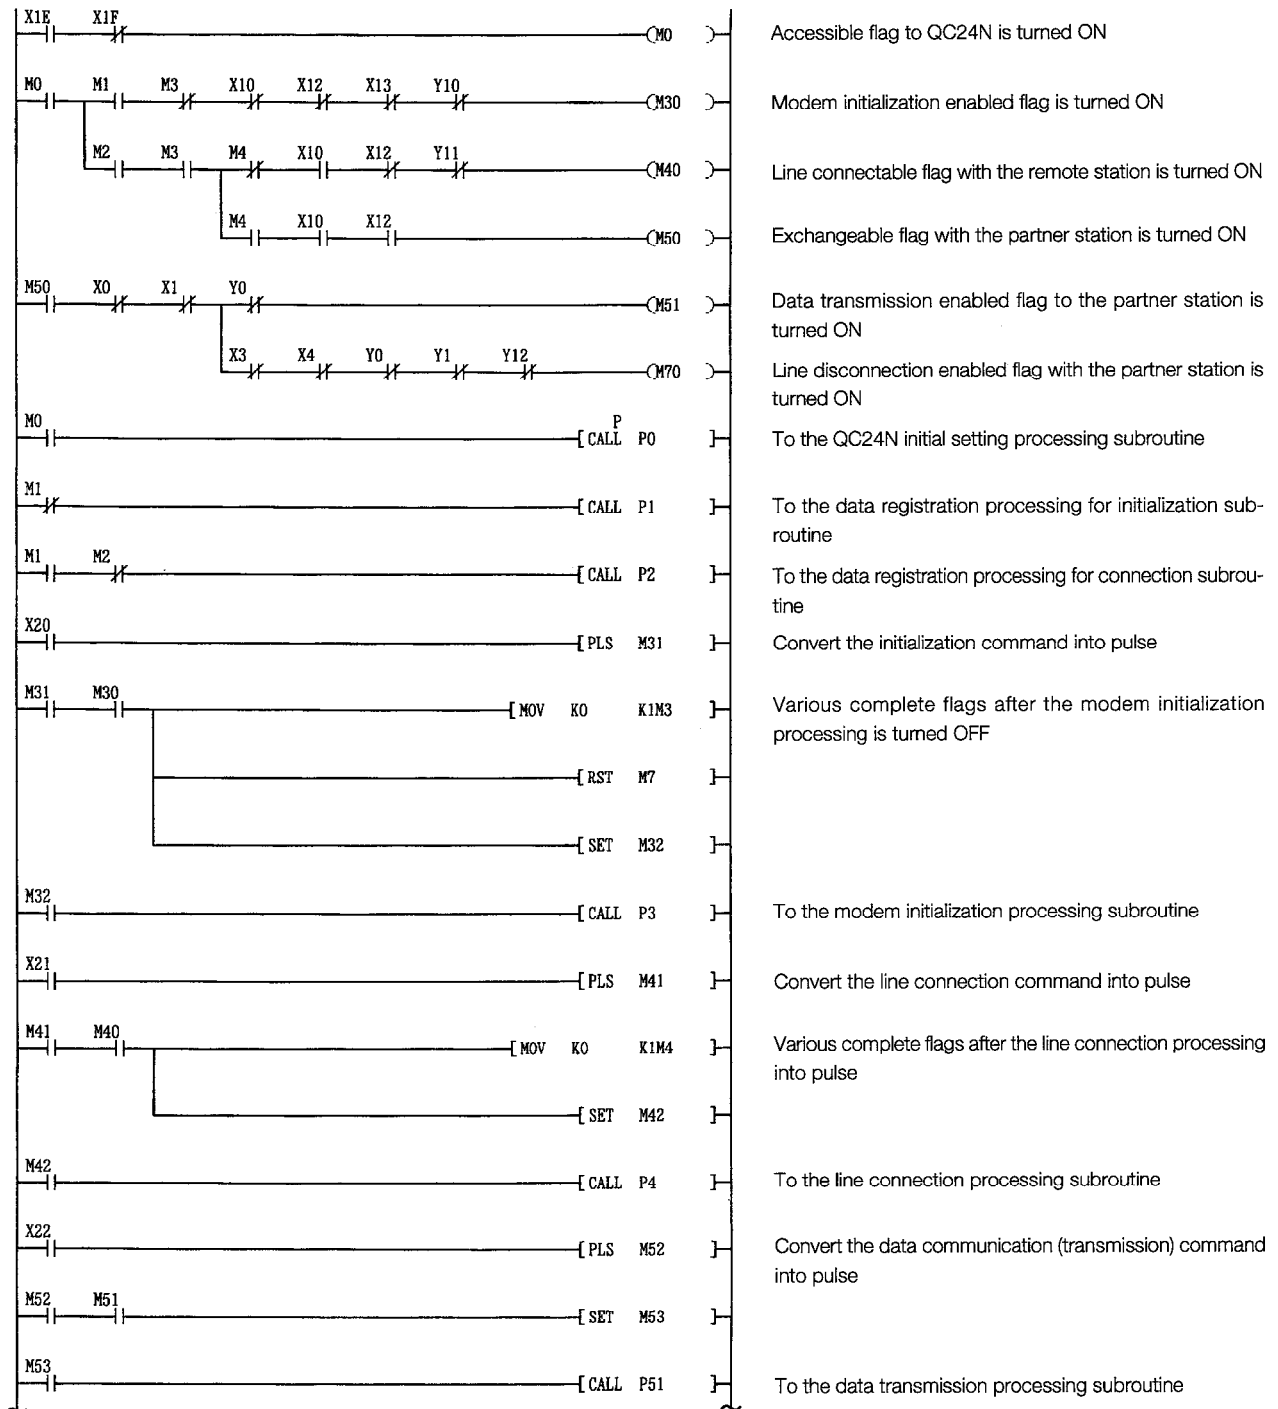 X1E X1F
M0 Accessible flag to QC24N is turned ON
M0 M1 M3 X10 X12 X13 Y10
M30 Modem initialization enabled flag is turned ON
M2 M3 M4 X10 X12 Y11
M40 Line connectable flag with the remote station is turned ON
M4 X10 X12
M50 Exchangeable flag with the partner station is turned ON
M50 X0 X1 Y0
M51 Data transmission enabled flag to the partner station is
turned ON
X3 X4 Y0 Y1 Y12
M70 Line disconnection enabled flag with the partner station is
turned ON
M0 P
[ CALL P0 ] To the QC24N initial setting processing subroutine
M1
[ CALL P1 ] To the data registration processing for initialization sub-
routine
M1 M2
[ CALL P2 ] To the data registration processing for connection subrou-
tine
X20
[ PLS M31 ] Convert the initialization command into pulse
M31 M30
[ MOV K0 K1M3 ] Various complete flags after the modem initialization
processing is turned OFF
[ RST M7 ]
[ SET M32 ]
M32
[ CALL P3 ] To the modem initialization processing subroutine
X21
[ PLS M41 ] Convert the line connection command into pulse
M41 M40
[ MOV K0 K1M4 ] Various complete flags after the line connection processing
into pulse
[ SET M42 ]
M42
[ CALL P4 ] To the line connection processing subroutine
X22
[ PLS M52 ] Convert the data communication (transmission) command
into pulse
M52 M51
[ SET M53 ]
M53
[ CALL P51 ] To the data transmission processing subroutine